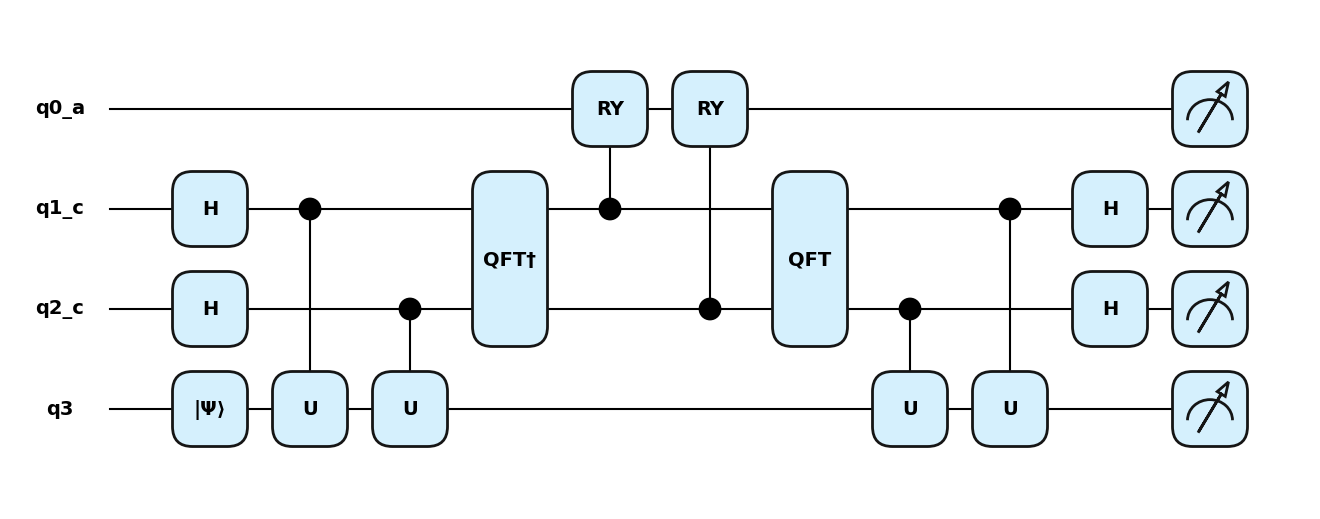 q0_a RY RY
q1_c H H
QFT† QFT
q2_c H H
q3 |Ψ⟩ U U U U